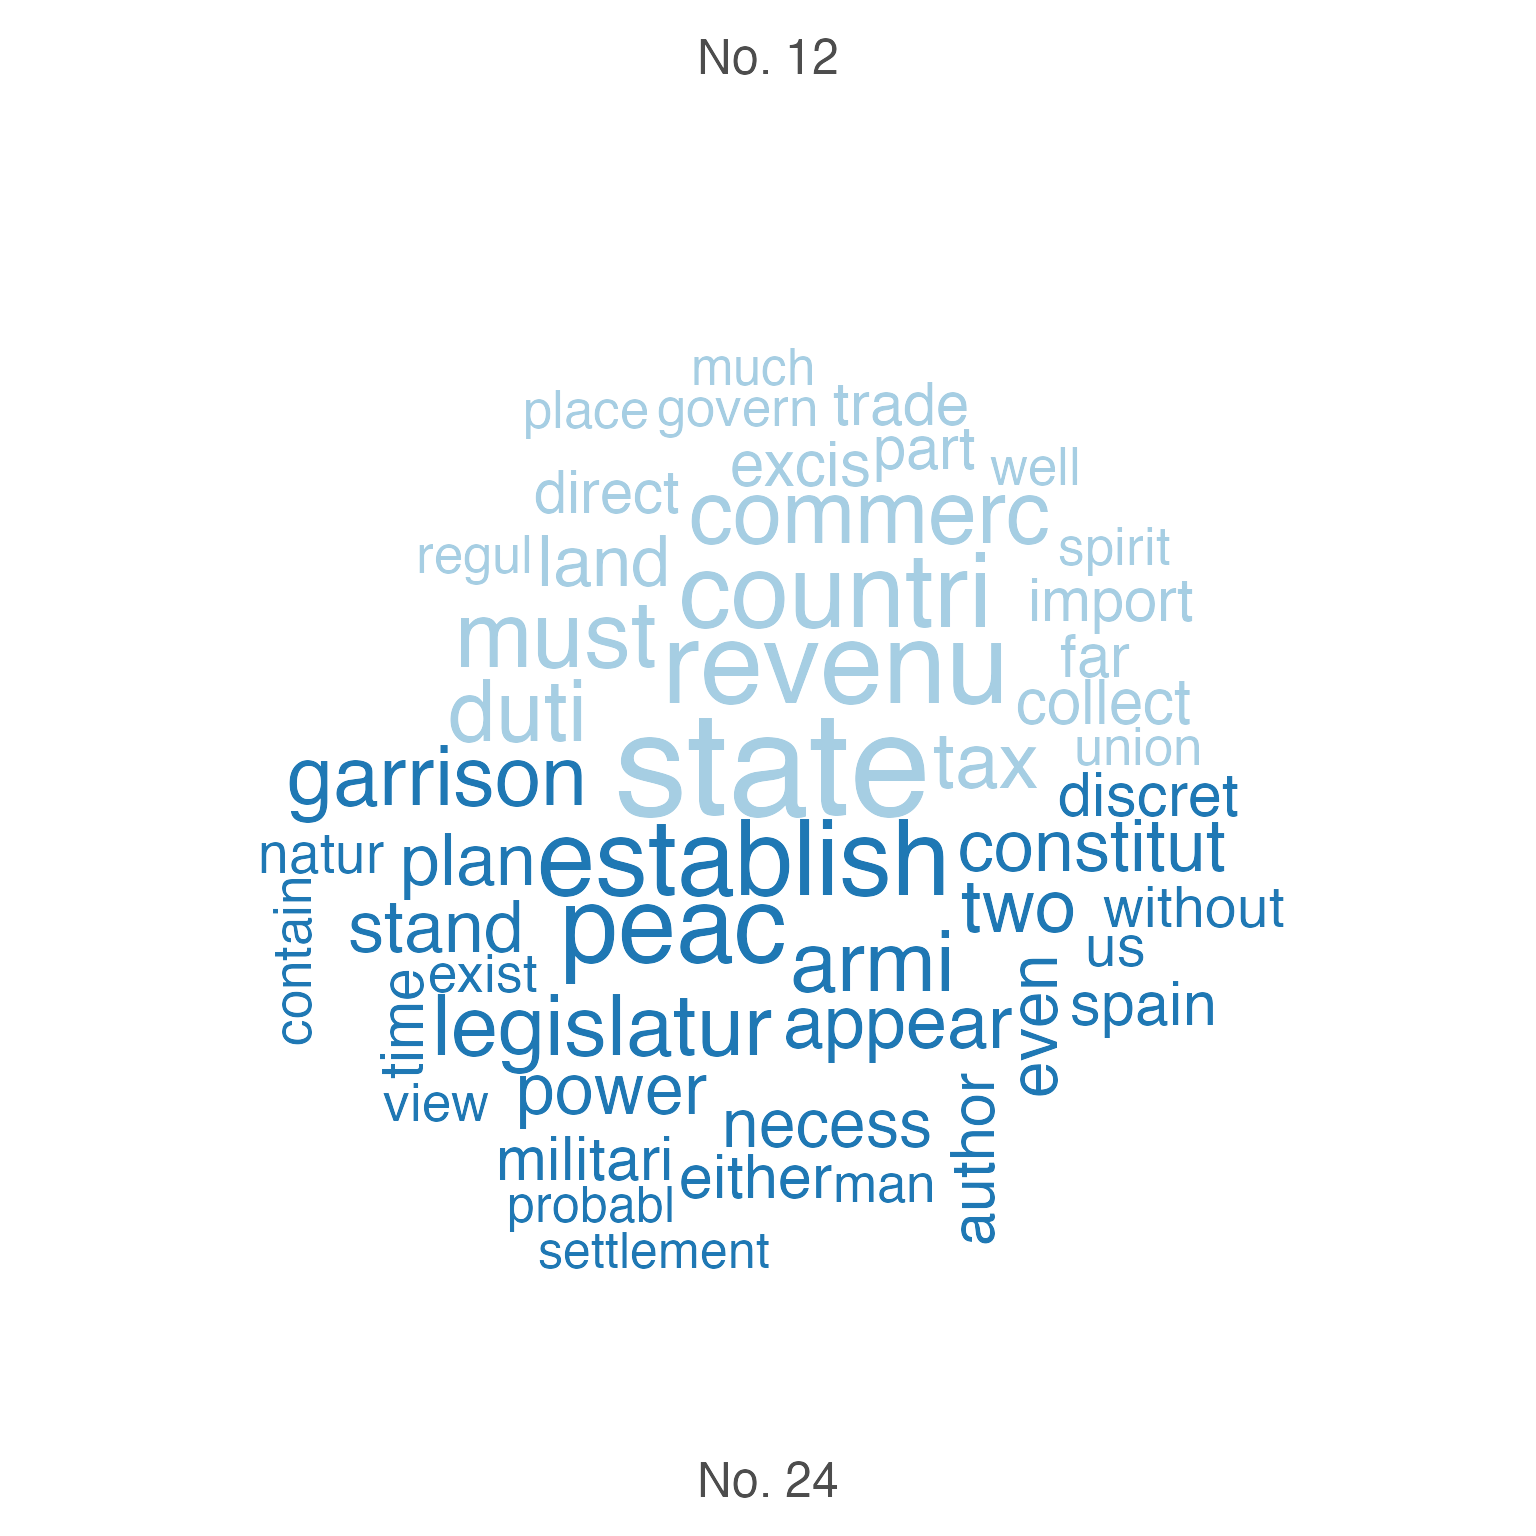 No. 12
much
place govern trade
excis part well
direct commerc
regul land spirit
countri import
must revenu far
duti collect
state tax union
garrison discret
natur plan establish constitut
contain stand peac two without
time exist armi us
legislatur appear even spain
view power necess author
militari either man
probabl
settlement
No. 24